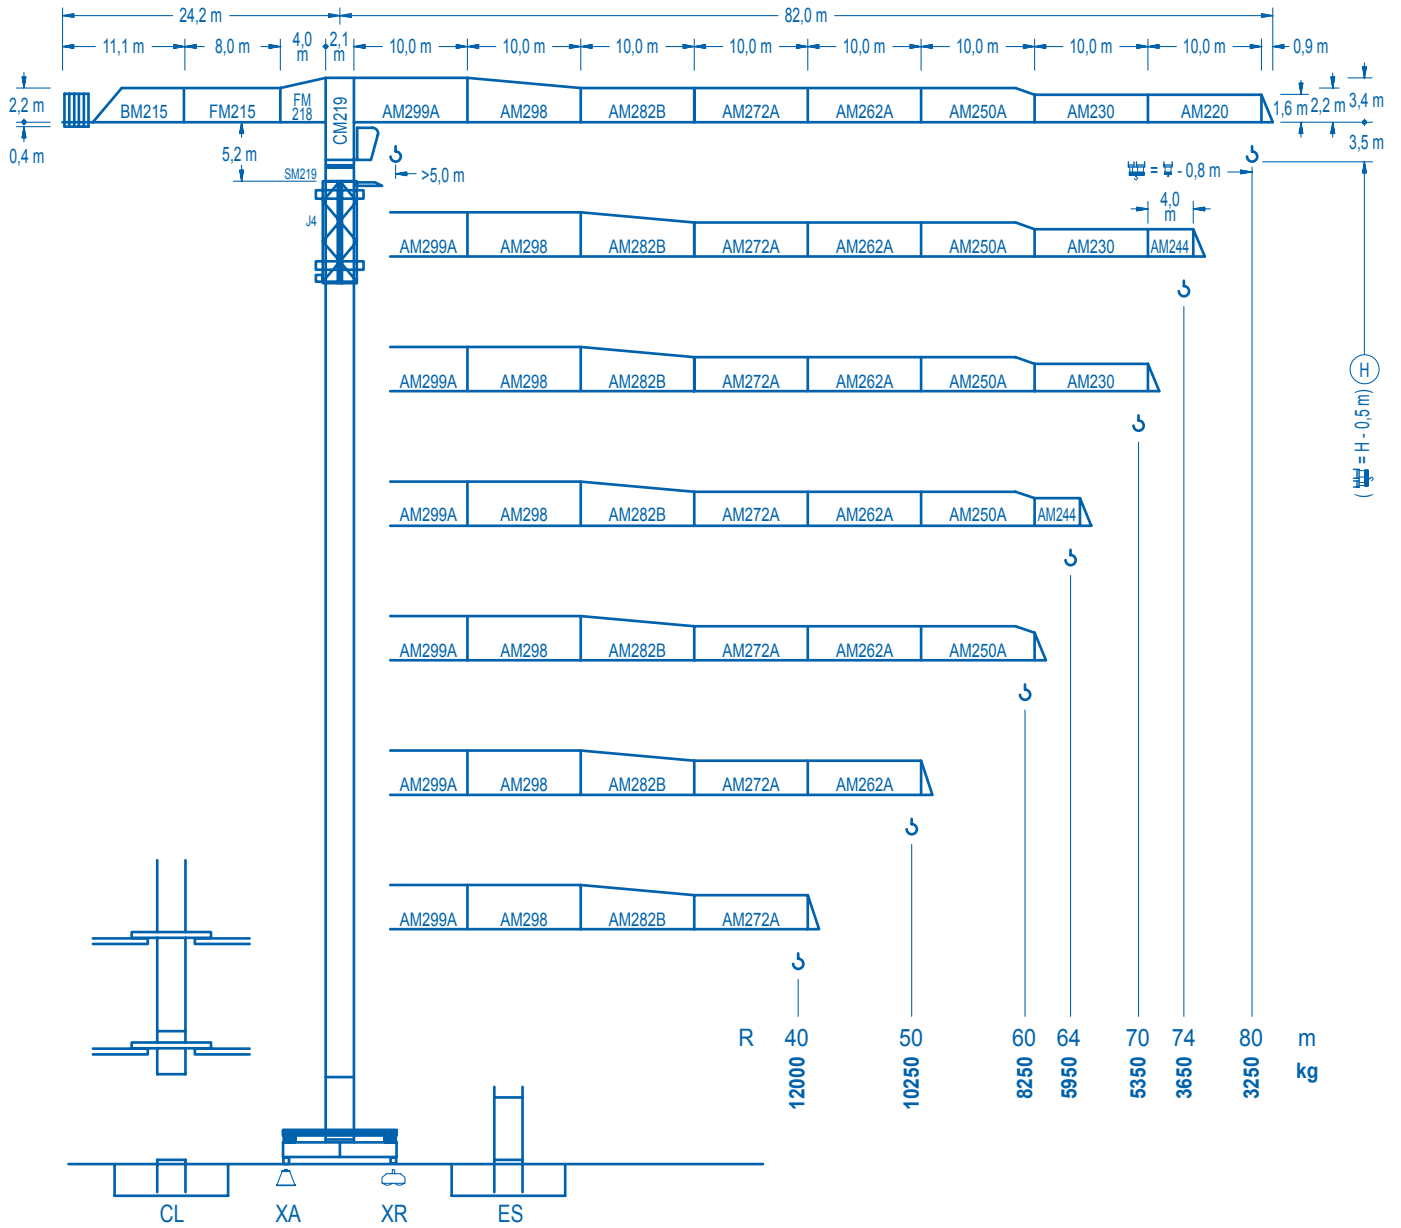 24,2 m 82,0 m
11,1 m 8,0 m 4,0 m 2,1 m 10,0 m 10,0 m 10,0 m 10,0 m 10,0 m 10,0 m 10,0 m 10,0 m 0,9 m
2,2 m BM215 FM215 FM 218 CM219 AM299A AM298 AM282B AM272A AM262A AM250A AM230 AM220 1,6 m 2,2 m 3,4 m
0,4 m 5,2 m 3,5 m
SM219 >5,0 m = - 0,8 m
J4 4,0 m
AM299A AM298 AM282B AM272A AM262A AM250A AM230 AM244
H
( = H - 0,5 m)
AM299A AM298 AM282B AM272A AM262A AM250A AM230
AM299A AM298 AM282B AM272A AM262A AM250A AM244
AM299A AM298 AM282B AM272A AM262A AM250A
AM299A AM298 AM282B AM272A AM262A
AM299A AM298 AM282B AM272A
R 40 50 60 64 70 74 80 m
12000 10250 8250 5950 5350 3650 3250 kg
CL XA XR ES